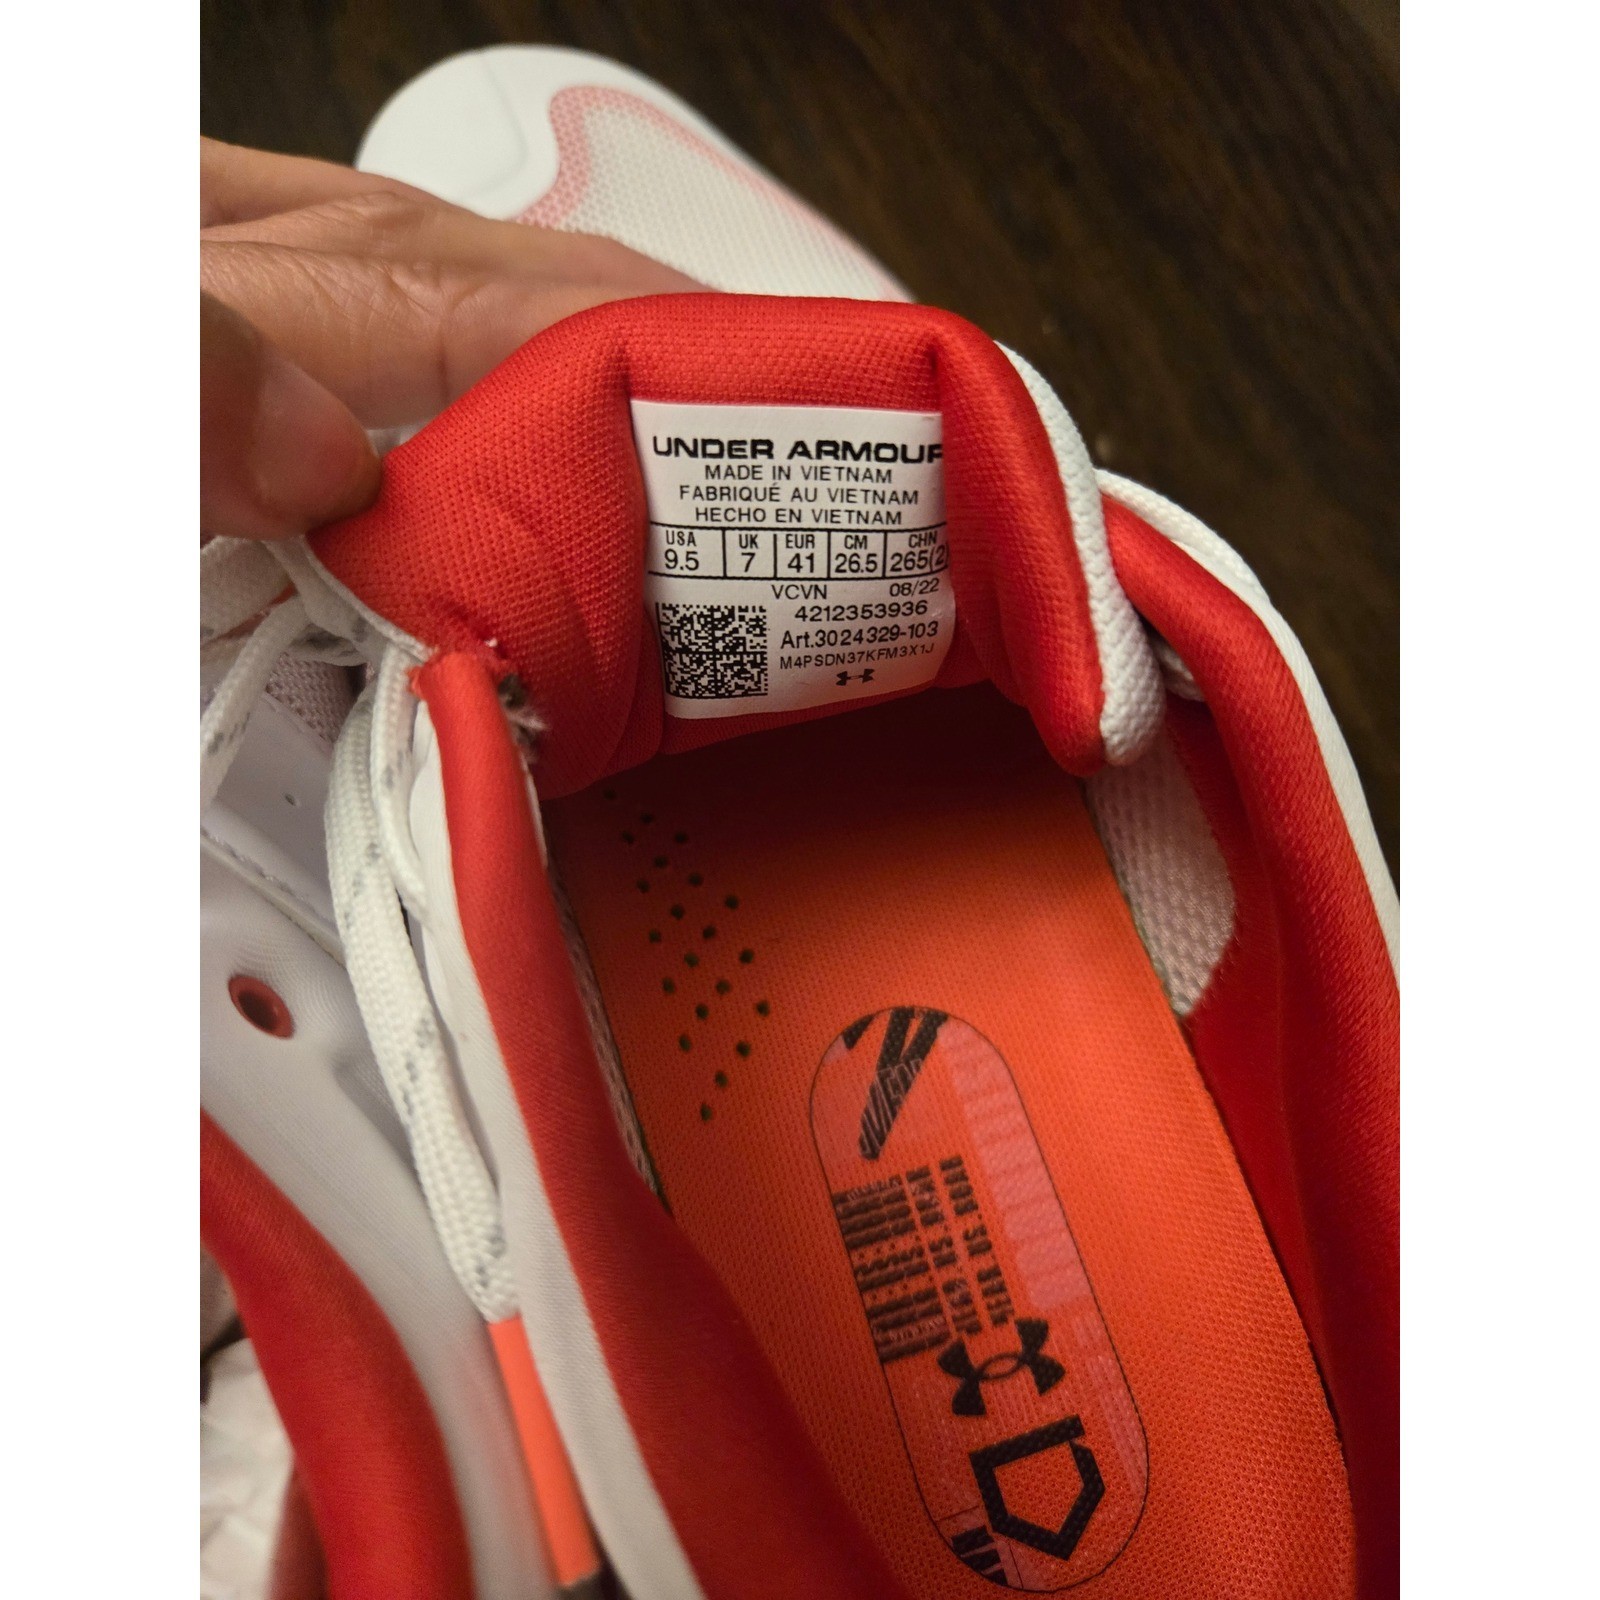 UNDER ARMOUR
MADE IN VIETNAM
FABRIQUÉ AU VIETNAM
HECHO EN VIETNAM
USA UK EUR CM CHN
9.5 7 41 26.5 265(2
VCVN 08/22
4212353936
Art.3024329-103
M4PSDN37KFM3X1J